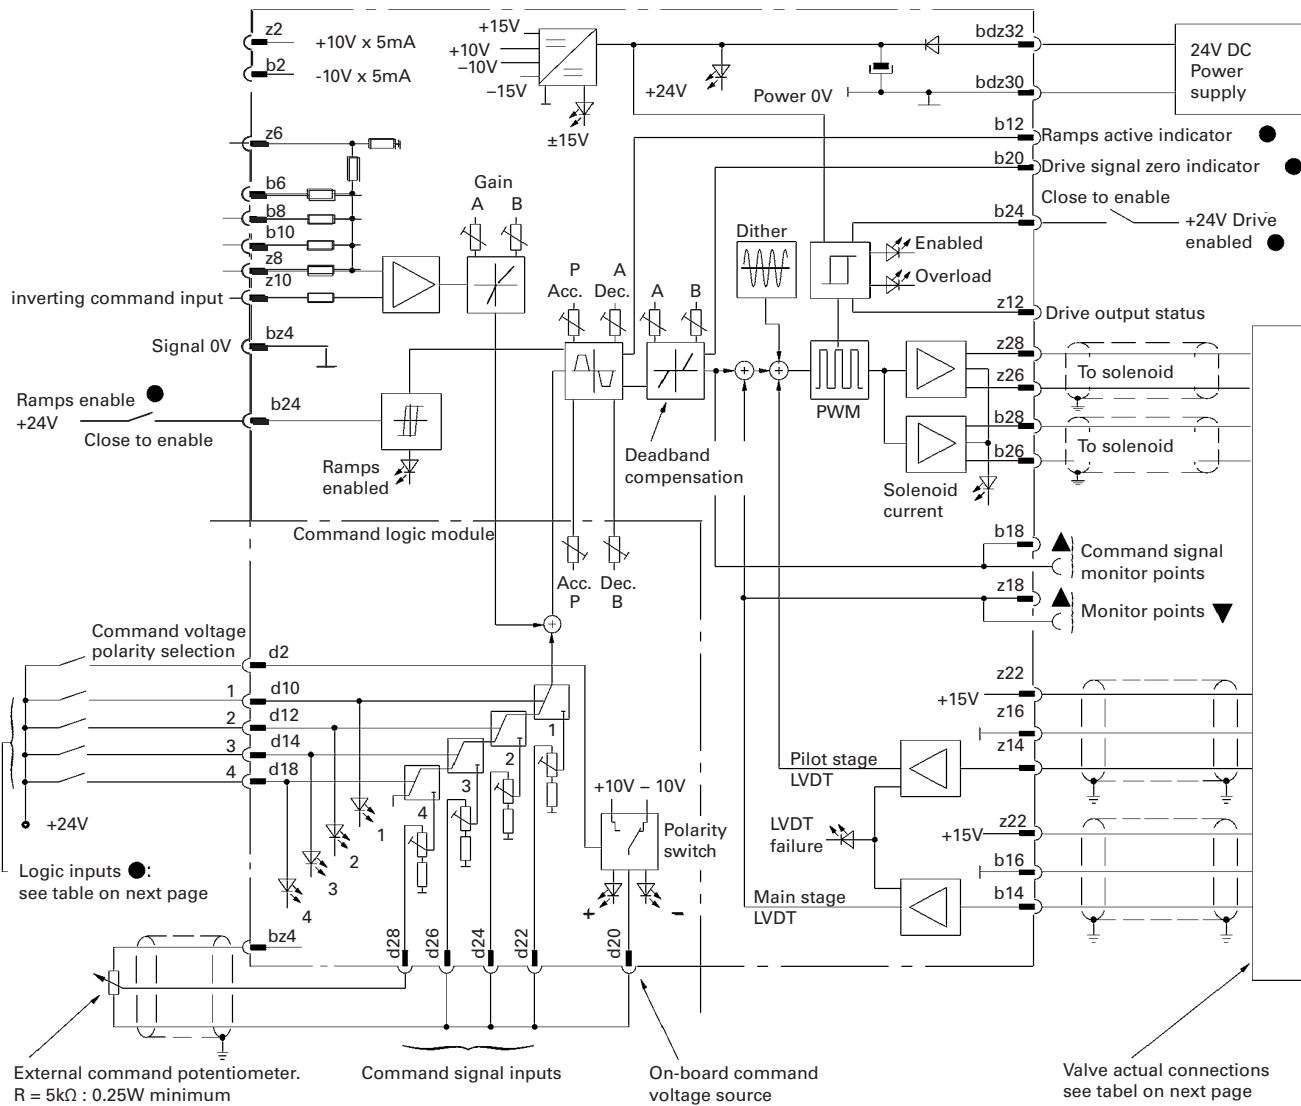 z2
+10V x 5mA
b2
-10V x 5mA
+15V
+10V
–10V
–15V
±15V
+24V
Power 0V
bdz32
bdz30
24V DC
Power
supply
z6
b6
b8
b10
z8
z10
inverting command input
bz4
Signal 0V
Ramps enable
+24V
Close to enable
b24
Ramps
enabled
Gain
A B
P
Acc.
A
Dec.
A B
Deadband
compensation
Dither
PWM
b12
Ramps active indicator
b20
Drive signal zero indicator
Close to enable
b24
+24V Drive
enabled
Enabled
Overload
z12
Drive output status
z28
To solenoid
z26
b28
To solenoid
b26
Solenoid
current
b18
Command signal
monitor points
z18
Monitor points
Command logic module
Acc.
P
Dec.
B
Command voltage
polarity selection
d2
1 d10
2 d12
3 d14
4 d18
+24V
Logic inputs :
see table on next page
1
2
3
4
1
2
3
4
+10V – 10V
Polarity
switch
+ –
bz4
d28
d26
d24
d22
d20
z22
+15V
z16
z14
Pilot stage
LVDT
LVDT
failure
z22
+15V
b16
b14
Main stage
LVDT
External command potentiometer.
R = 5kΩ : 0.25W minimum
Command signal inputs
On-board command
voltage source
Valve actual connections
see tabel on next page